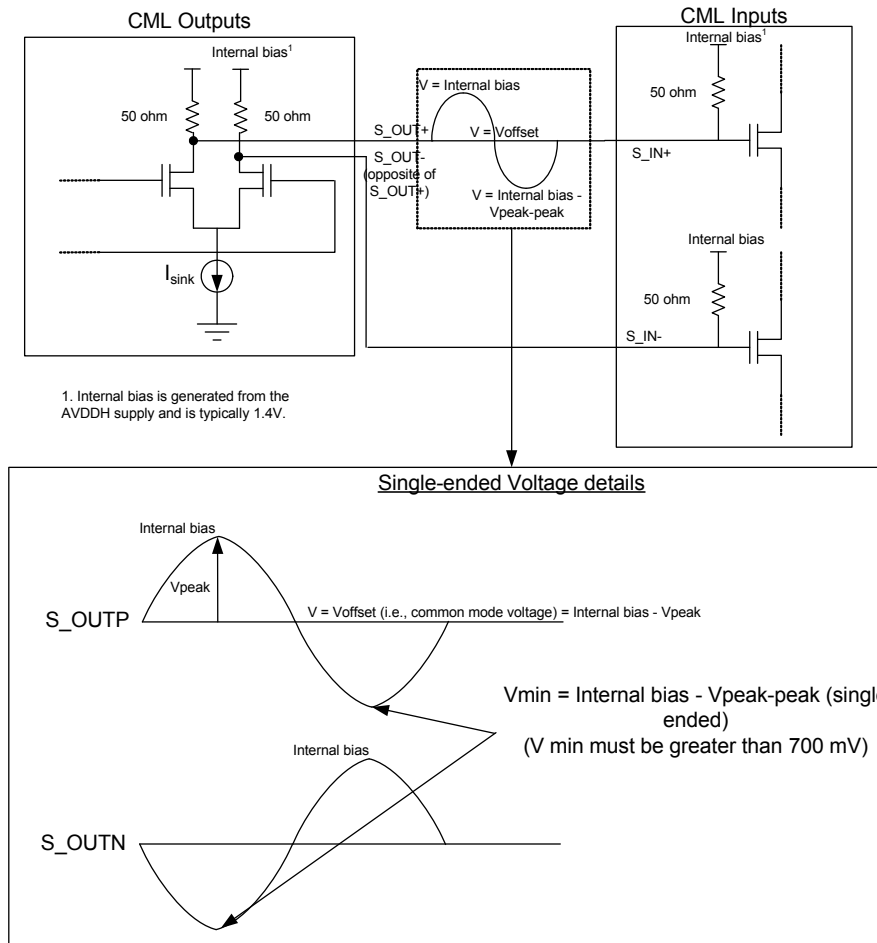 CML Outputs
CML Inputs
Internal bias1
Internal bias1
50 ohm
50 ohm
50 ohm
V = Internal bias
S_OUT+
V = Voffset
S_OUT-
(opposite of
S_OUT+)
V = Internal bias -
Vpeak-peak
S_IN+
Internal bias
50 ohm
Isink
S_IN-
1. Internal bias is generated from the
AVDDH supply and is typically 1.4V.
Single-ended Voltage details
Internal bias
Vpeak
S_OUTP
V = Voffset (i.e., common mode voltage) = Internal bias - Vpeak
Vmin = Internal bias - Vpeak-peak (single
ended)
(V min must be greater than 700 mV)
Internal bias
S_OUTN